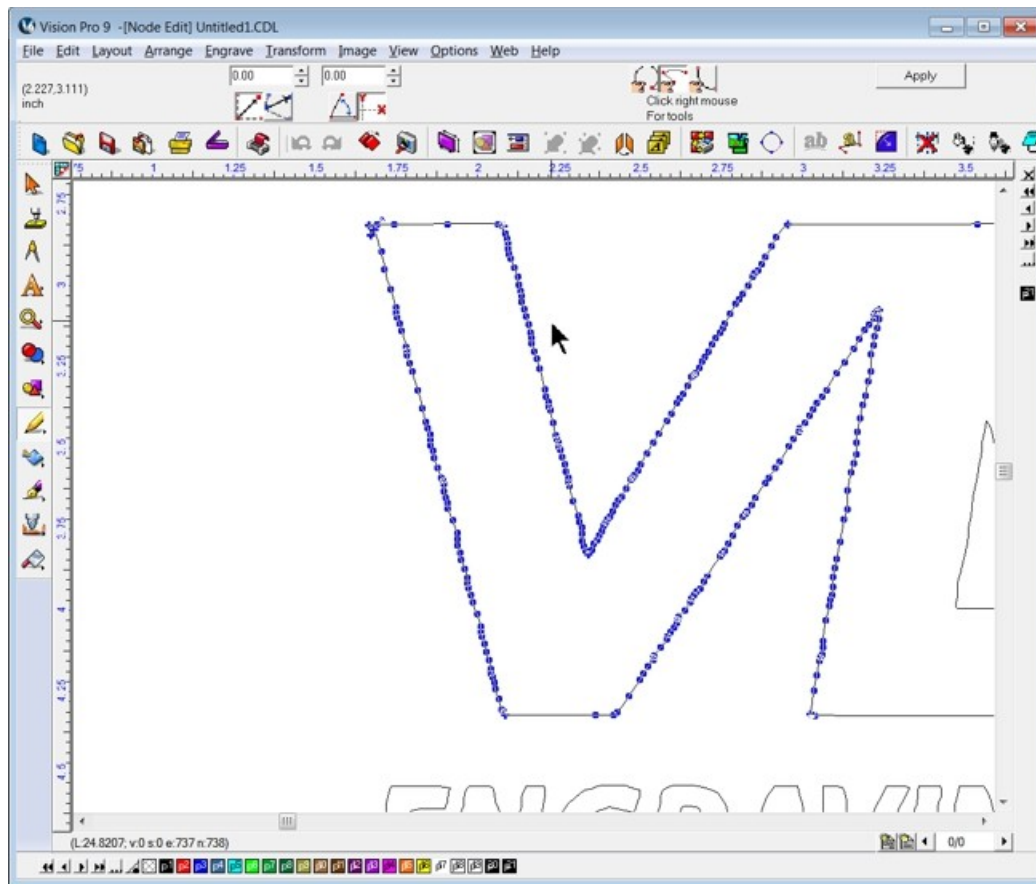 Vision Pro 9 -[Node Edit] Untitled1.CDL
File Edit Layout Arrange Engrave Transform Image View Options Web Help
0.00 0.00 Apply
(2.227,3.111)
inch
Click right mouse
For tools
ab
1.25 1.5 1.75 2 2.25 2.5 2.75 3 3.25 3.5
2.75
3
3.25
3.5
3.75
4
4.25
4.5
p1
ENGRAVIN
(L:24.8207; v:0 s:0 e:737 n:738) 0/0